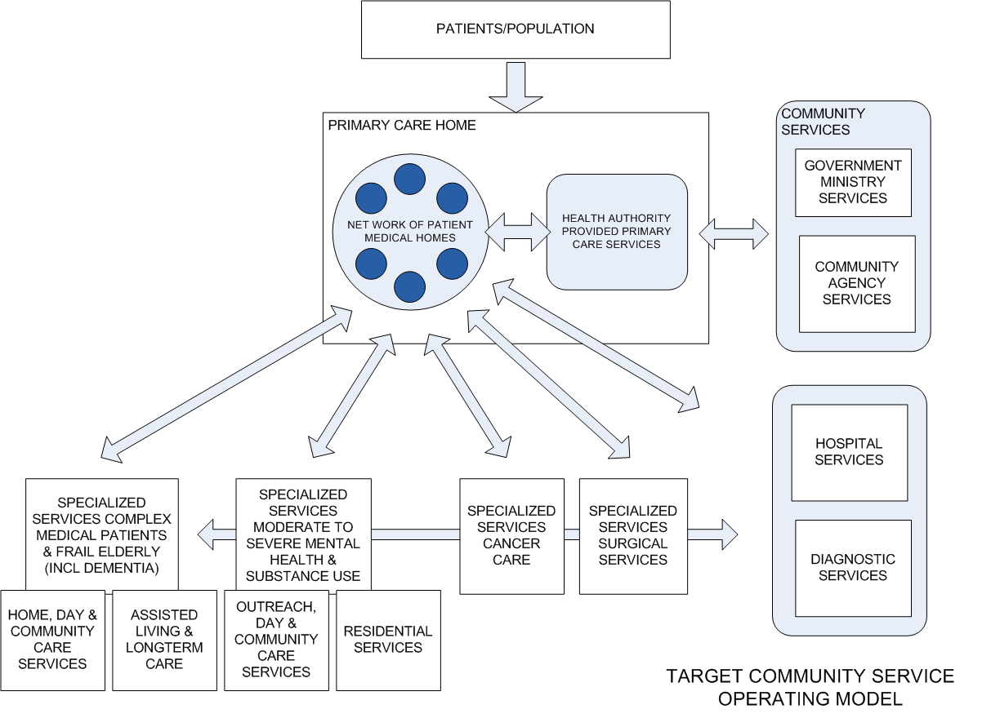 PATIENTS/POPULATION
PRIMARY CARE HOME
NET WORK OF PATIENT
MEDICAL HOMES
HEALTH AUTHORITY
PROVIDED PRIMARY
CARE SERVICES
COMMUNITY
SERVICES
GOVERNMENT
MINISTRY
SERVICES
COMMUNITY
AGENCY
SERVICES
HOSPITAL
SERVICES
DIAGNOSTIC
SERVICES
SPECIALIZED
SERVICES COMPLEX
MEDICAL PATIENTS
& FRAIL ELDERLY
(INCL DEMENTIA)
SPECIALIZED
SERVICES
MODERATE TO
SEVERE MENTAL
HEALTH &
SUBSTANCE USE
SPECIALIZED
SERVICES
CANCER
CARE
SPECIALIZED
SERVICES
SURGICAL
SERVICES
HOME, DAY &
COMMUNITY
CARE
SERVICES
ASSISTED
LIVING &
LONGTERM
CARE
OUTREACH,
DAY &
COMMUNITY
CARE
SERVICES
RESIDENTIAL
SERVICES
TARGET COMMUNITY SERVICE
OPERATING MODEL